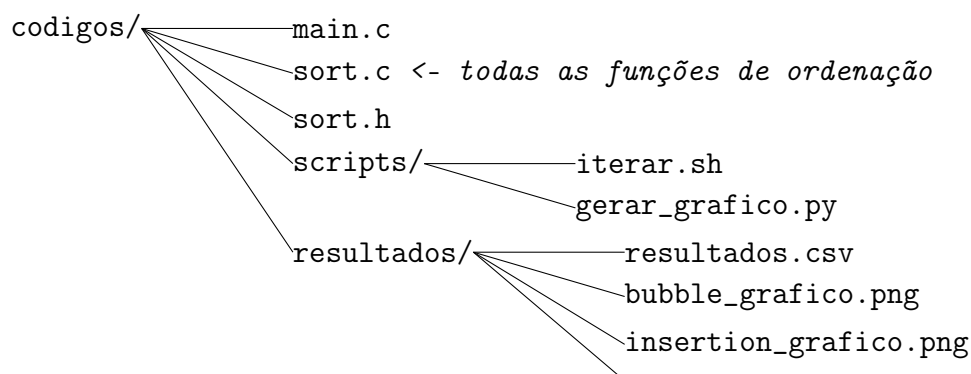 codigos/
main.c
sort.c <- todas as funções de ordenação
sort.h
scripts/
iterar.sh
gerar_grafico.py
resultados/
resultados.csv
bubble_grafico.png
insertion_grafico.png